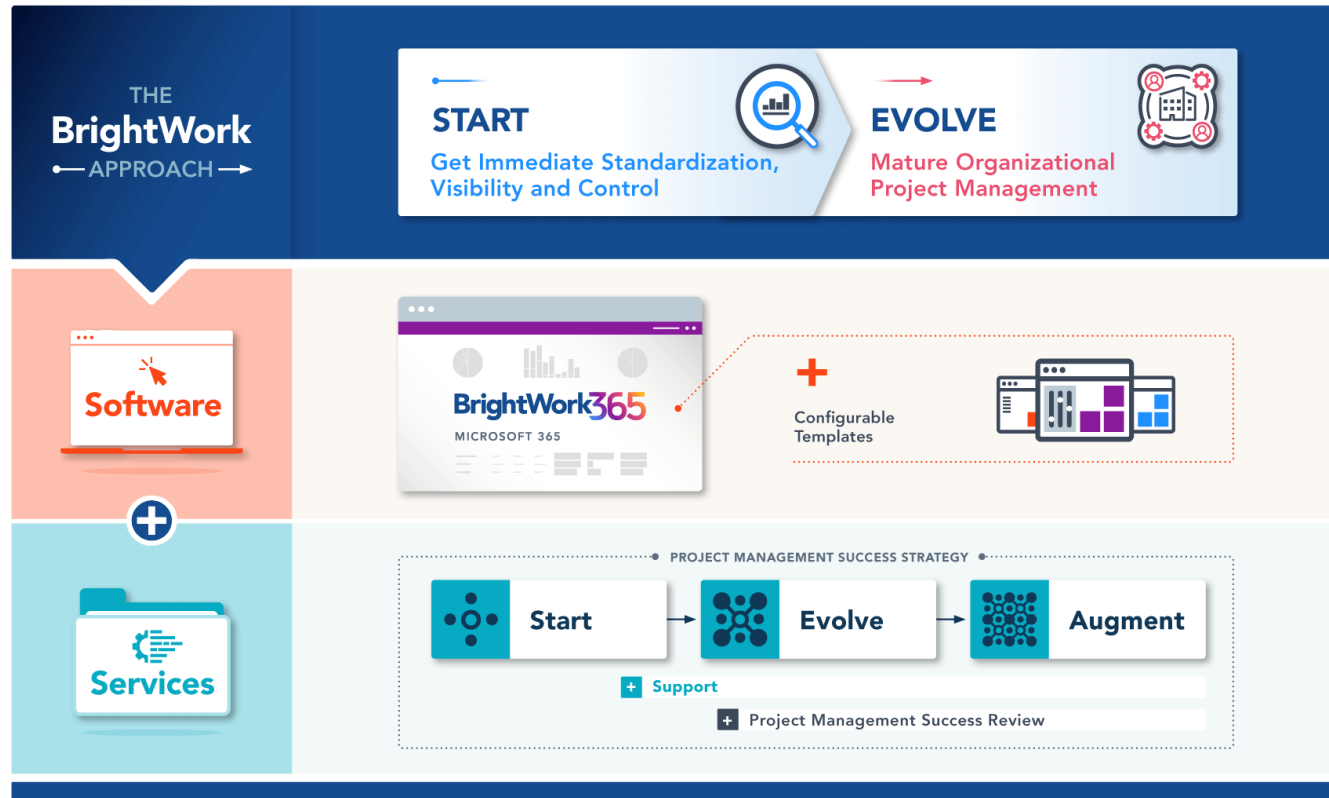 THE
BrightWork
APPROACH
START
Get Immediate Standardization,
Visibility and Control
EVOLVE
Mature Organizational
Project Management
Software
BrightWork365
MICROSOFT 365
Configurable
Templates
Services
PROJECT MANAGEMENT SUCCESS STRATEGY
Start
Evolve
Augment
Support
Project Management Success Review